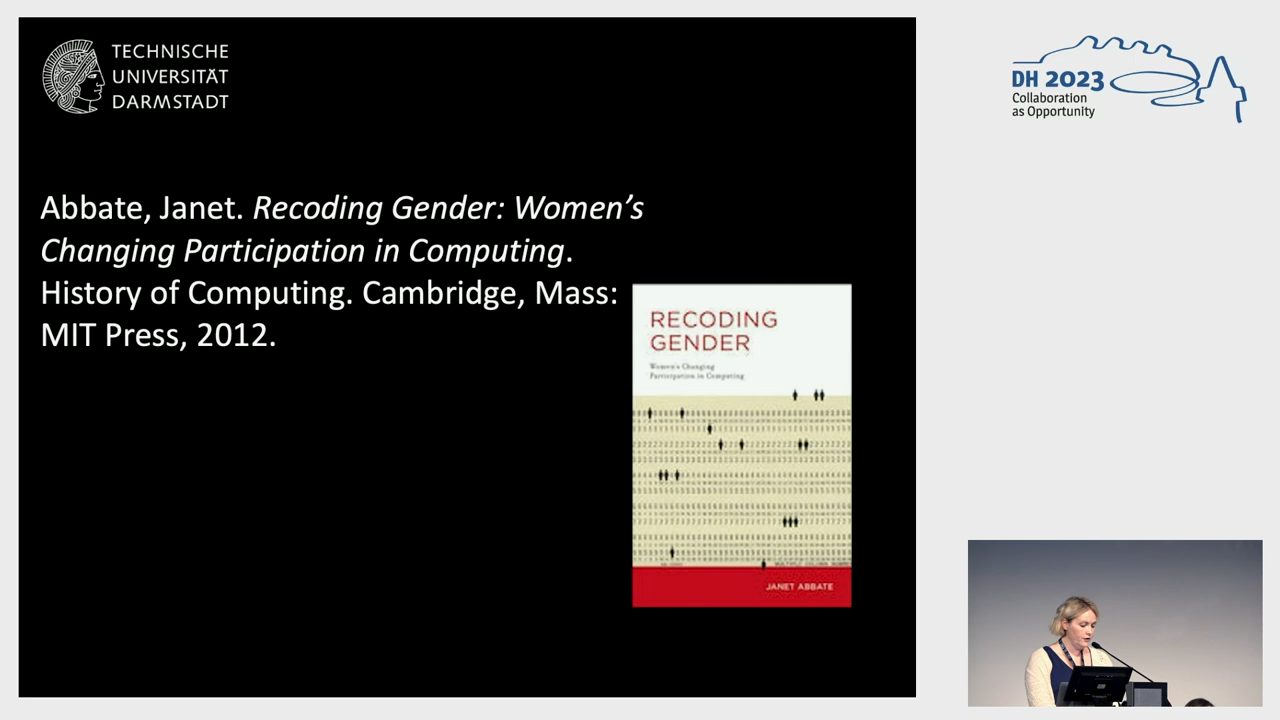 TECHNISCHE
UNIVERSITÄT
DARMSTADT
DH 2023
Collaboration
as Opportunity
Abbate, Janet. Recoding Gender: Women’s
Changing Participation in Computing.
History of Computing. Cambridge, Mass:
MIT Press, 2012.
RECODING
GENDER
Women's Changing
Participation in Computing
JANET ABBATE